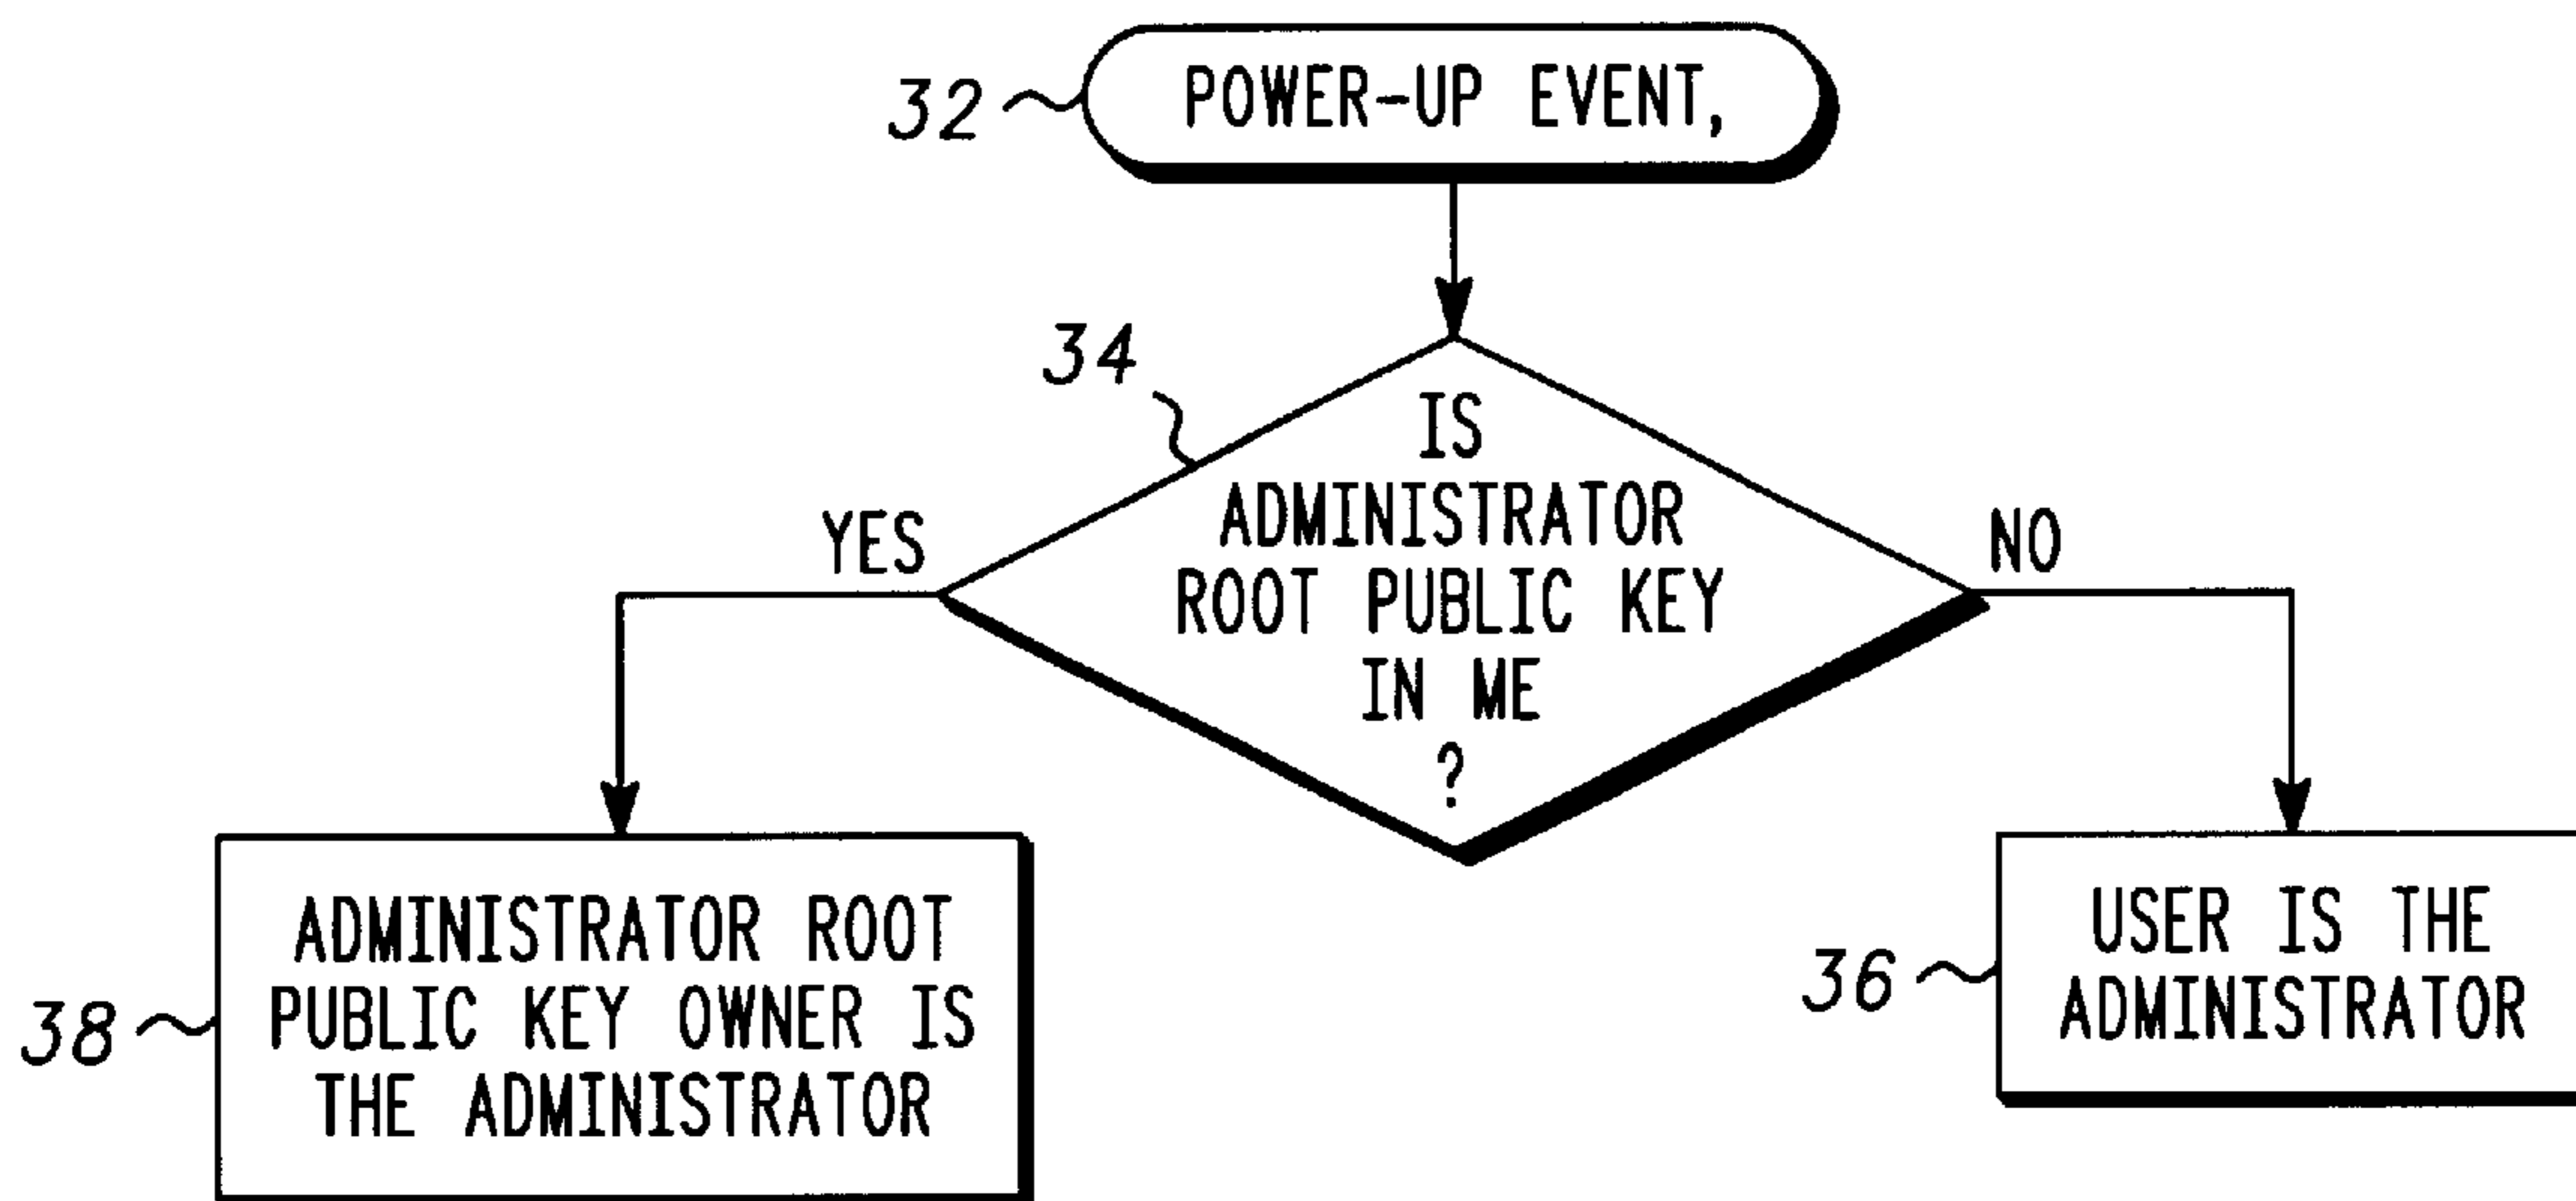 32
POWER-UP EVENT,
34
IS
ADMINISTRATOR
ROOT PUBLIC KEY
IN ME
?
YES
NO
38
ADMINISTRATOR ROOT
PUBLIC KEY OWNER IS
THE ADMINISTRATOR
36
USER IS THE
ADMINISTRATOR